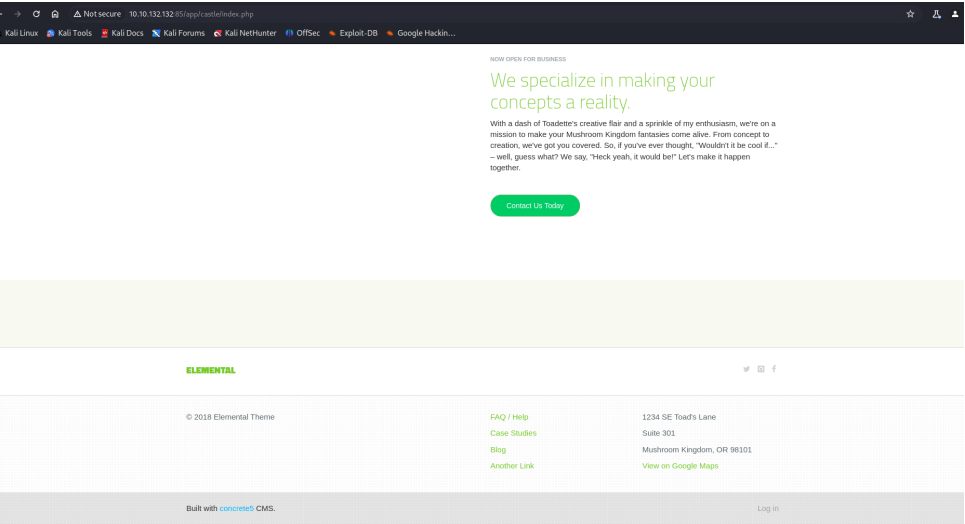 Not secure 10.10.132.132:85/app/castle/index.php
Kali Linux Kali Tools Kali Docs Kali Forums Kali NetHunter OffSec Exploit-DB Google Hackin...
NOW OPEN FOR BUSINESS
We specialize in making your
concepts a reality.
With a dash of Toadette's creative flair and a sprinkle of my enthusiasm, we're on a
mission to make your Mushroom Kingdom fantasies come alive. From concept to
creation, we've got you covered. So, if you've ever thought, "Wouldn't it be cool if..."
– well, guess what? We say, "Heck yeah, it would be!" Let's make it happen
together.
Contact Us Today
ELEMENTAL
© 2018 Elemental Theme
FAQ / Help
Case Studies
Blog
Another Link
1234 SE Toad's Lane
Suite 301
Mushroom Kingdom, OR 98101
View on Google Maps
Built with concrete5 CMS.
Log in